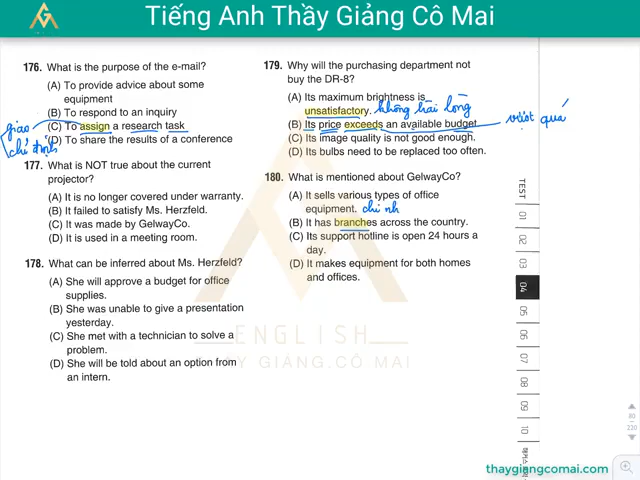 Tiếng Anh Thầy Giảng Cô Mai
176. What is the purpose of the e-mail?
(A) To provide advice about some
equipment
(B) To respond to an inquiry
(C) To assign a research task
(D) To share the results of a conference
giao
chỉ định
177. What is NOT true about the current
projector?
(A) It is no longer covered under warranty.
(B) It failed to satisfy Ms. Herzfeld.
(C) It was made by GelwayCo.
(D) It is used in a meeting room.
178. What can be inferred about Ms. Herzfeld?
(A) She will approve a budget for office
supplies.
(B) She was unable to give a presentation
yesterday.
(C) She met with a technician to solve a
problem.
(D) She will be told about an option from
an intern.
179. Why will the purchasing department not
buy the DR-8?
(A) Its maximum brightness is
unsatisfactory. không hài lòng
(B) Its price exceeds an available budget. vượt quá
(C) Its image quality is not good enough.
(D) Its bulbs need to be replaced too often.
180. What is mentioned about GelwayCo?
(A) It sells various types of office
equipment. chi nh
(B) It has branches across the country.
(C) Its support hotline is open 24 hours a
day.
(D) It makes equipment for both homes
and offices.
TEST
01
02
03
04
05
06
07
08
09
10
220
ENGLISH
THẦY GIẢNG.CÔ MAI
thaygiangcomai.com